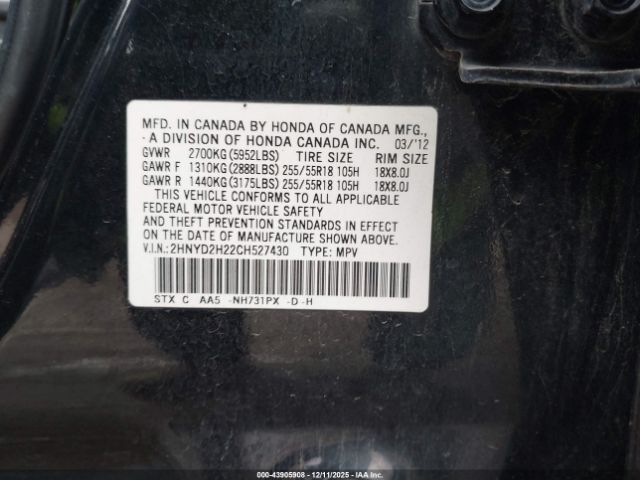 MFD. IN CANADA BY HONDA OF CANADA MFG.,
- A DIVISION OF HONDA CANADA INC. 03/'12
GVWR 2700KG(5952LBS) TIRE SIZE RIM SIZE
GAWR F 1310KG(2888LBS) 255/55R18 105H 18X8.0J
GAWR R 1440KG(3175LBS) 255/55R18 105H 18X8.0J
THIS VEHICLE CONFORMS TO ALL APPLICABLE
FEDERAL MOTOR VEHICLE SAFETY
AND THEFT PREVENTION STANDARDS IN EFFECT
ON THE DATE OF MANUFACTURE SHOWN ABOVE.
V.I.N.:2HNYD2H22CH527430 TYPE: MPV
STX C AA5 -NH731PX -D-H
000-43905908 - 12/11/2025 - IAAI.COM